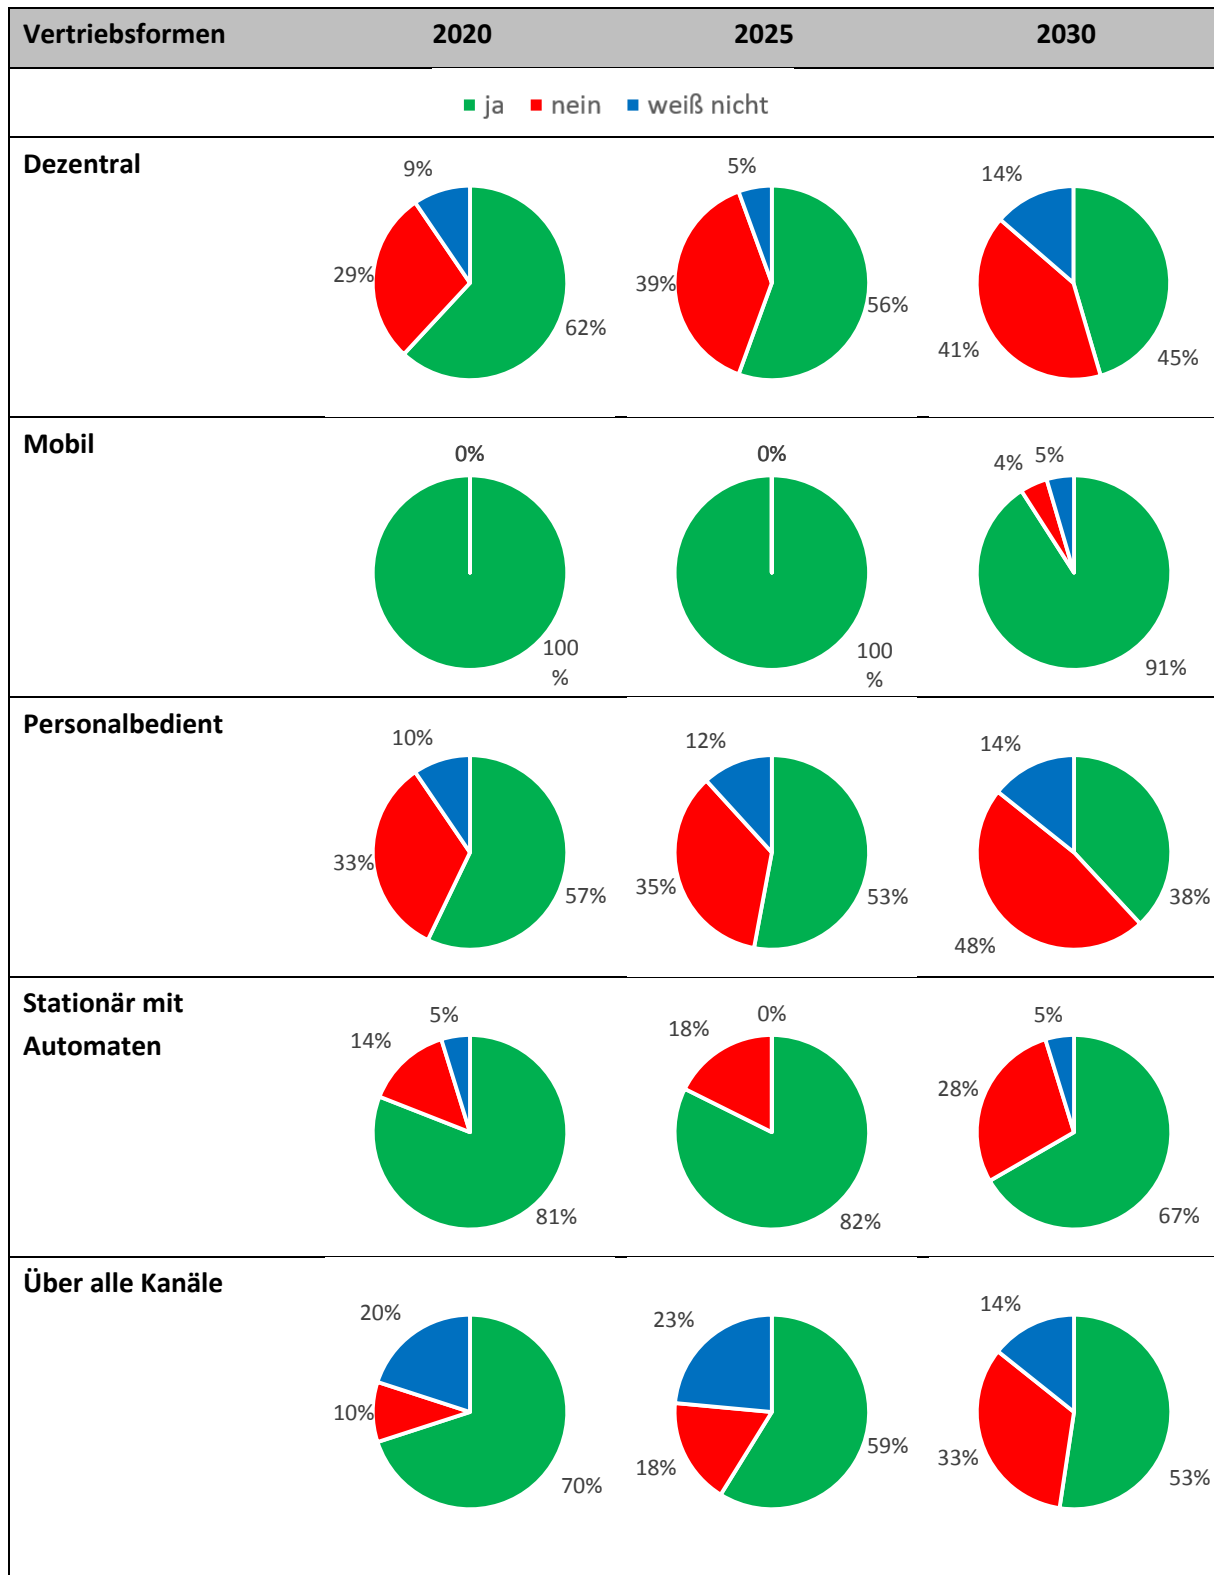 Vertriebsformen 2020 2025 2030
ja nein weiß nicht
Dezentral
9% 29% 62%
5% 39% 56%
14% 41% 45%
Mobil
0% 100
%
0% 100
%
4% 5% 91%
Personalbedient
10% 33% 57%
12% 35% 53%
14% 48% 38%
Stationär mit
Automaten
5% 14% 81%
0% 18% 82%
5% 28% 67%
Über alle Kanäle
20% 10% 70%
23% 18% 59%
14% 33% 53%